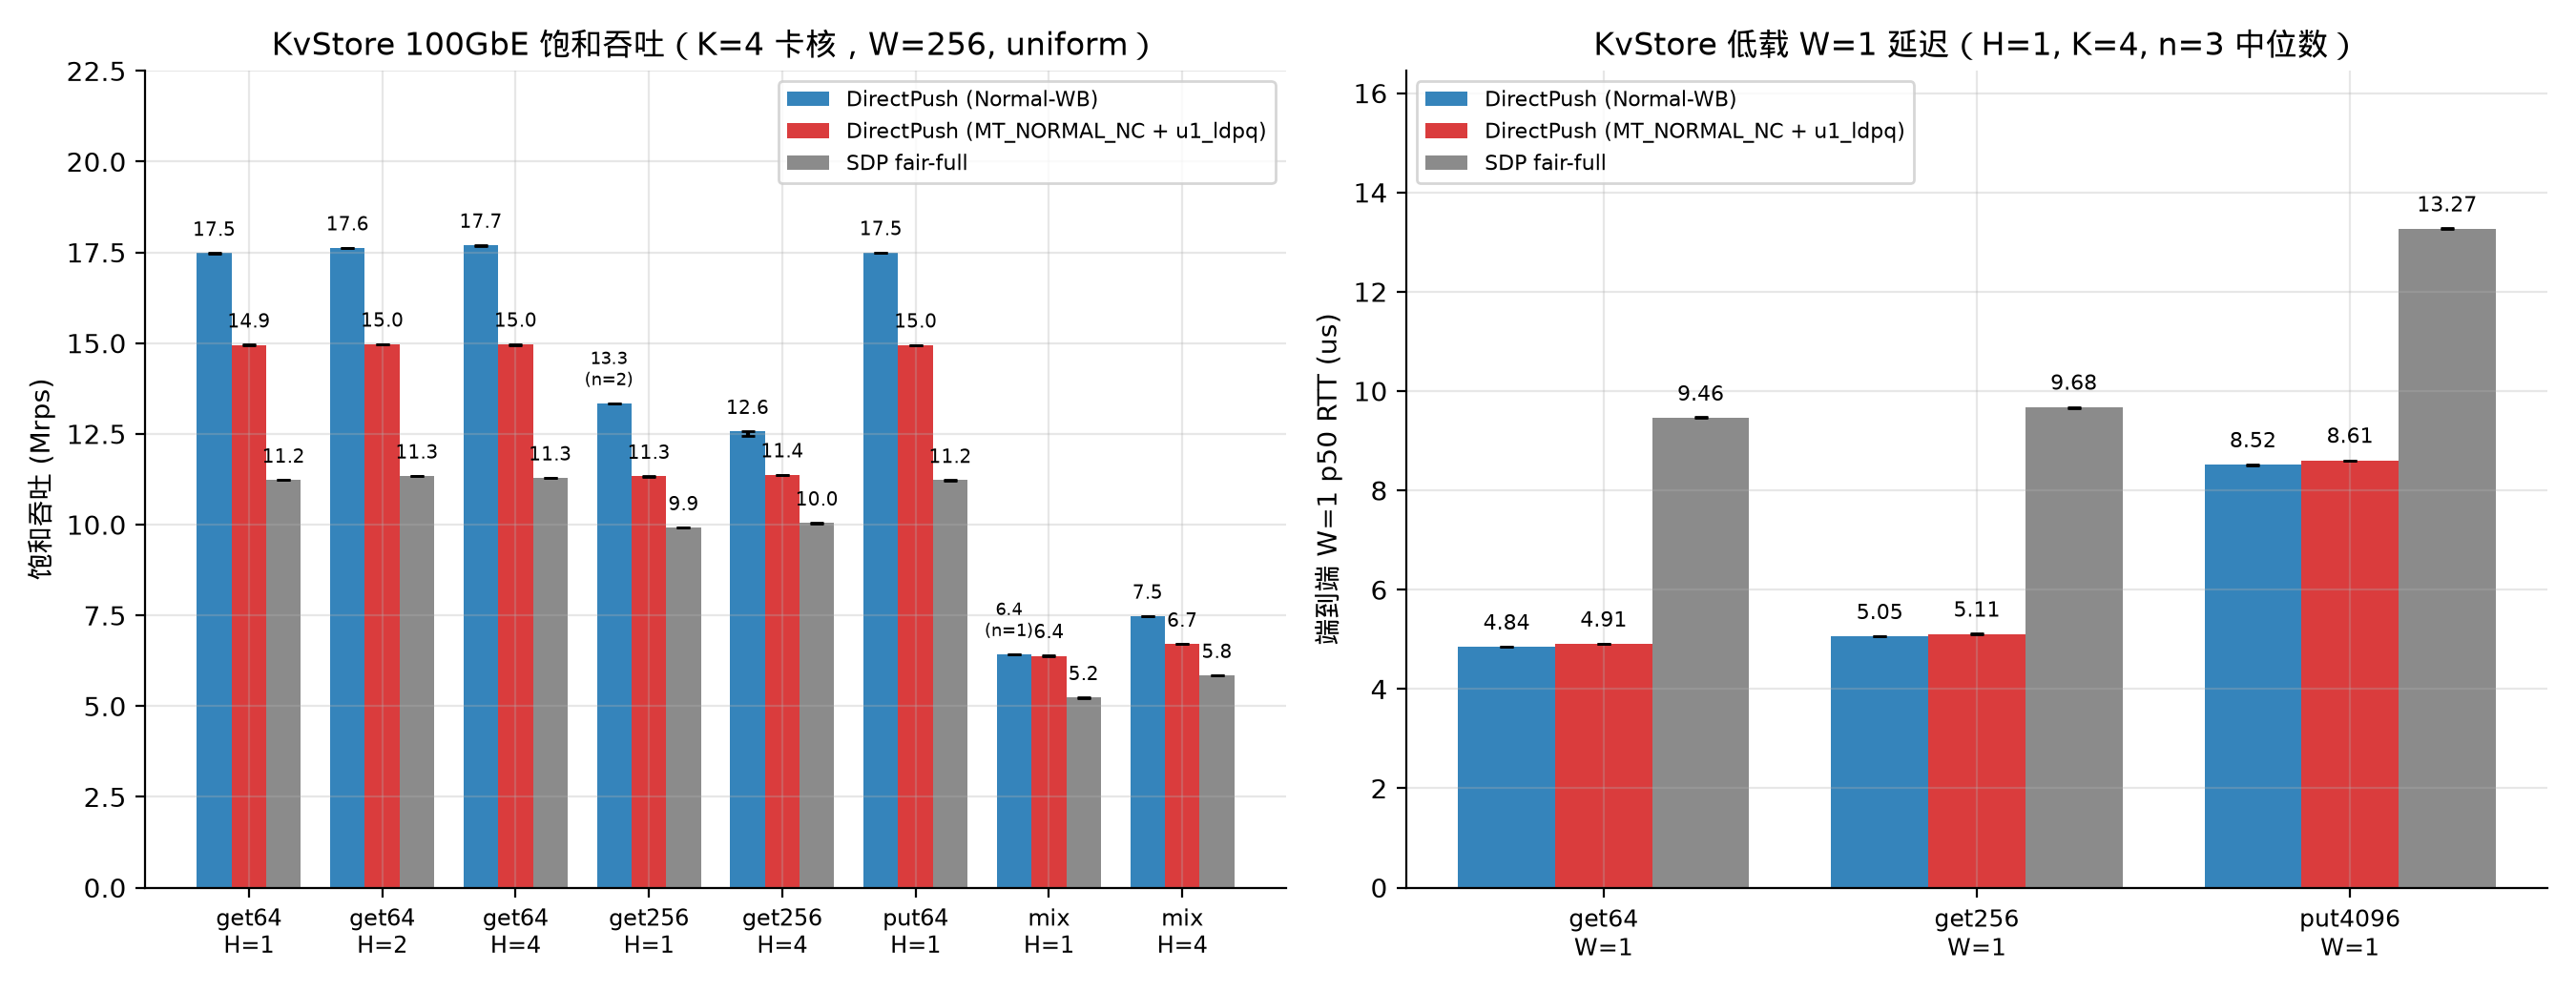 KvStore 100GbE 饱和吞吐（K=4 卡核，W=256, uniform）
饱和吞吐 (Mrps)
22.5
20.0
17.5
15.0
12.5
10.0
7.5
5.0
2.5
0.0
DirectPush (Normal-WB)
DirectPush (MT_NORMAL_NC + u1_ldpq)
SDP fair-full
17.5
14.9
11.2
17.6
15.0
11.3
17.7
15.0
11.3
13.3
(n=2)
11.3
9.9
12.6
11.4
10.0
17.5
15.0
11.2
6.4
(n=1)
6.4
5.2
7.5
6.7
5.8
get64
H=1
get64
H=2
get64
H=4
get256
H=1
get256
H=4
put64
H=1
mix
H=1
mix
H=4
KvStore 低载 W=1 延迟（H=1, K=4, n=3 中位数）
端到端 W=1 p50 RTT (us)
16
14
12
10
8
6
4
2
0
DirectPush (Normal-WB)
DirectPush (MT_NORMAL_NC + u1_ldpq)
SDP fair-full
4.84
4.91
9.46
5.05
5.11
9.68
8.52
8.61
13.27
get64
W=1
get256
W=1
put4096
W=1